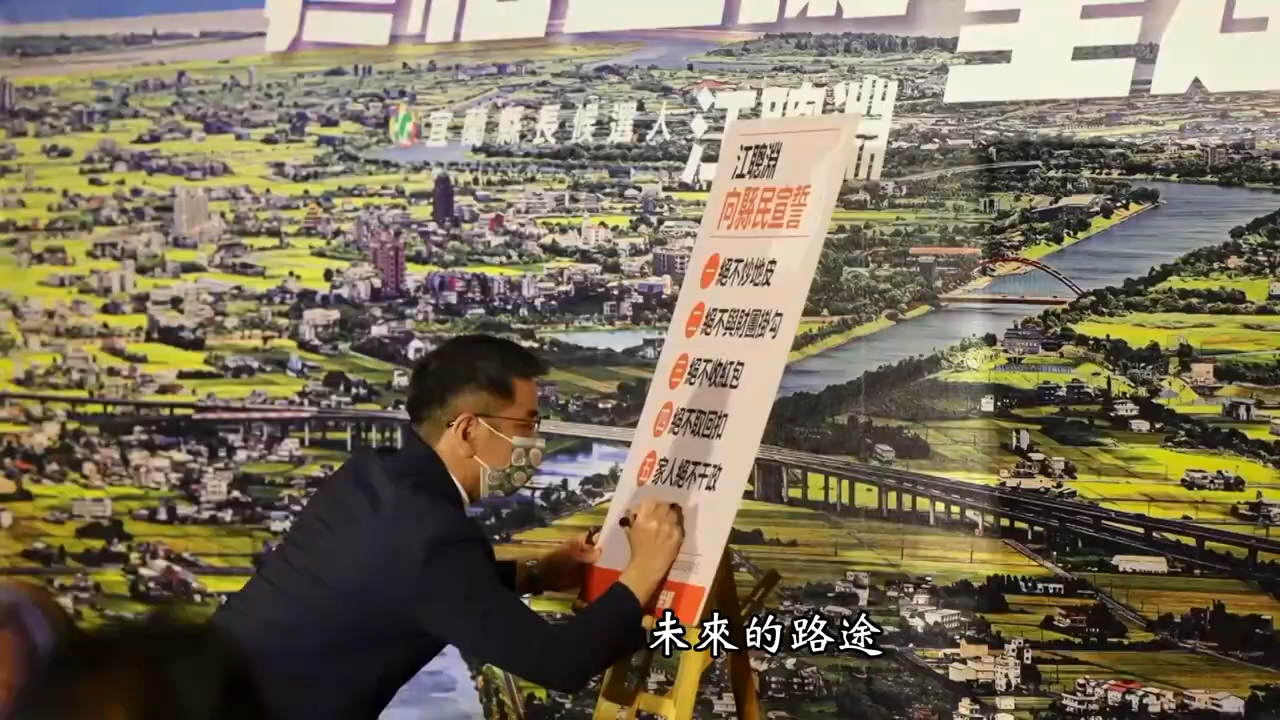 宜蘭縣長候選人 江聰淵
江聰淵
向縣民宣誓
一 絕不炒地皮
二 絕不與財團掛勾
三 絕不收紅包
四 絕不取回扣
五 家人絕不干政
未來的路途